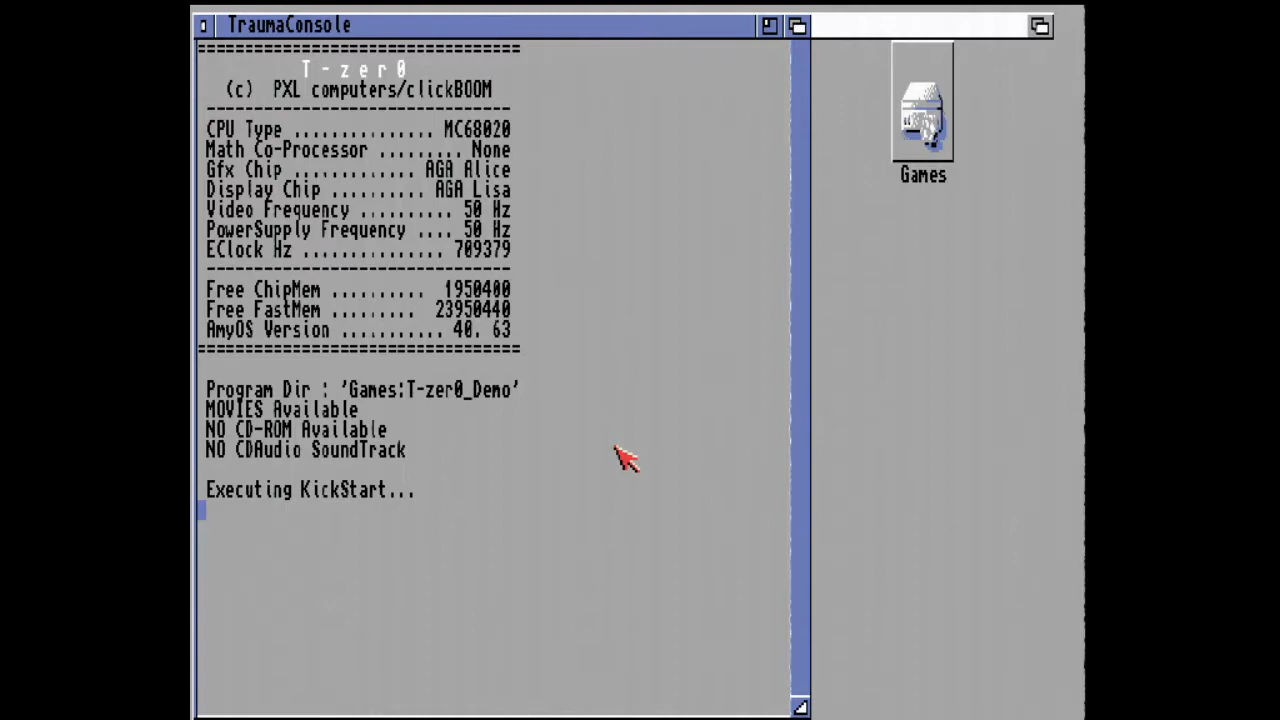 TraumaConsole
==================================
T - z e r 0
(c)  PXL computers/clickBOOM
--------------------------------
CPU Type ............... MC68020
Math Co-Processor ......... None
Gfx Chip ............. AGA Alice
Display Chip .......... AGA Lisa
Video Frequency .......... 50 Hz
PowerSupply Frequency .... 50 Hz
EClock Hz ............... 709379
--------------------------------
Free ChipMem ..........  1950400
Free FastMem .........  23950440
AmyOS Version ........... 40. 63
==================================
Program Dir : 'Games:T-zer0_Demo'
MOVIES Available
NO CD-ROM Available
NO CDAudio SoundTrack
Executing KickStart...
Games